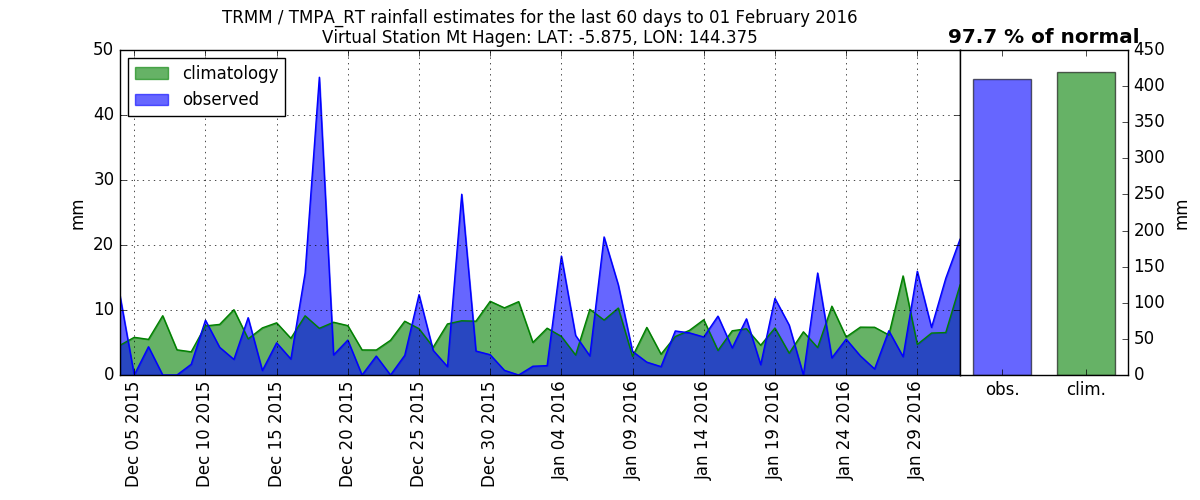 TRMM / TMPA_RT rainfall estimates for the last 60 days to 01 February 2016
Virtual Station Mt Hagen: LAT: -5.875, LON: 144.375
97.7 % of normal
climatology
observed
mm
50
40
30
20
10
0
Dec 05 2015
Dec 10 2015
Dec 15 2015
Dec 20 2015
Dec 25 2015
Dec 30 2015
Jan 04 2016
Jan 09 2016
Jan 14 2016
Jan 19 2016
Jan 24 2016
Jan 29 2016
obs.
clim.
450
400
350
300
250
200
150
100
50
0
mm